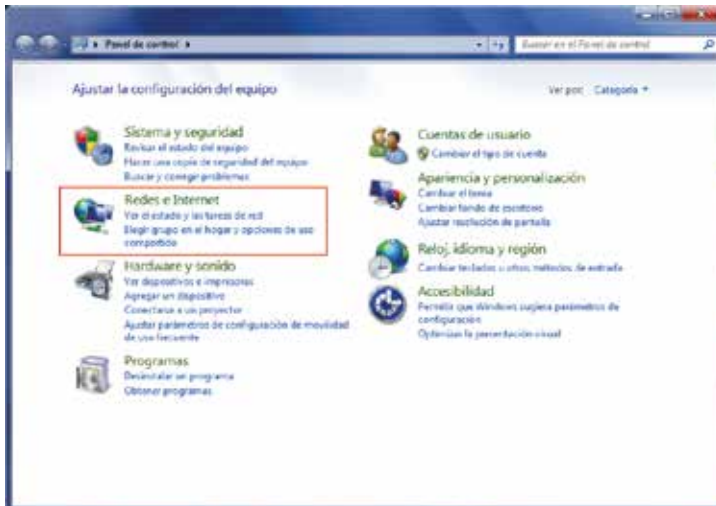 Panel de control
Buscar en el Panel de control
Ajustar la configuración del equipo
Ver por: Categoría
Sistema y seguridad
Revisar el estado del equipo
Hacer una copia de seguridad del equipo
Buscar y corregir problemas
Redes e Internet
Ver el estado y las tareas de red
Elegir grupo en el hogar y opciones de uso
compartido
Hardware y sonido
Ver dispositivos e impresoras
Agregar un dispositivo
Conectarse a un proyector
Ajustar parámetros de configuración de movilidad
de uso frecuente
Programas
Desinstalar un programa
Obtener programas
Cuentas de usuario
Cambiar el tipo de cuenta
Apariencia y personalización
Cambiar el tema
Cambiar fondo de escritorio
Ajustar resolución de pantalla
Reloj, idioma y región
Cambiar teclados u otros métodos de entrada
Accesibilidad
Permitir que Windows sugiera parámetros de
configuración
Optimizar la presentación visual